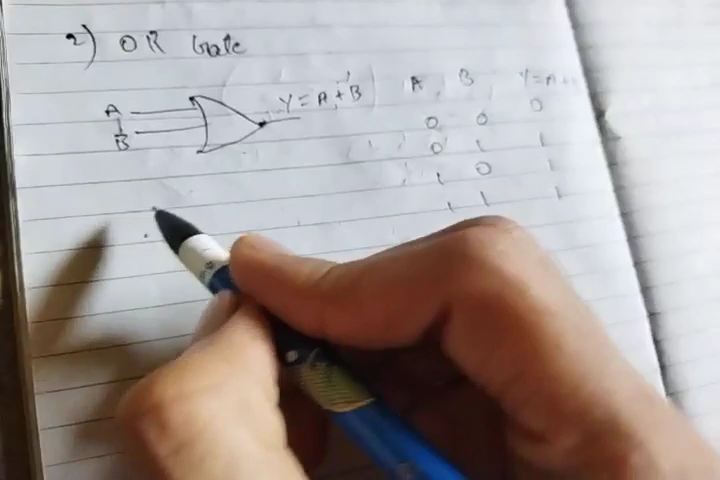 2) OR Gate
A B Y=A+
A Y=A+B 0
0 0
B 0 1 1
1 0 1
1 1 1